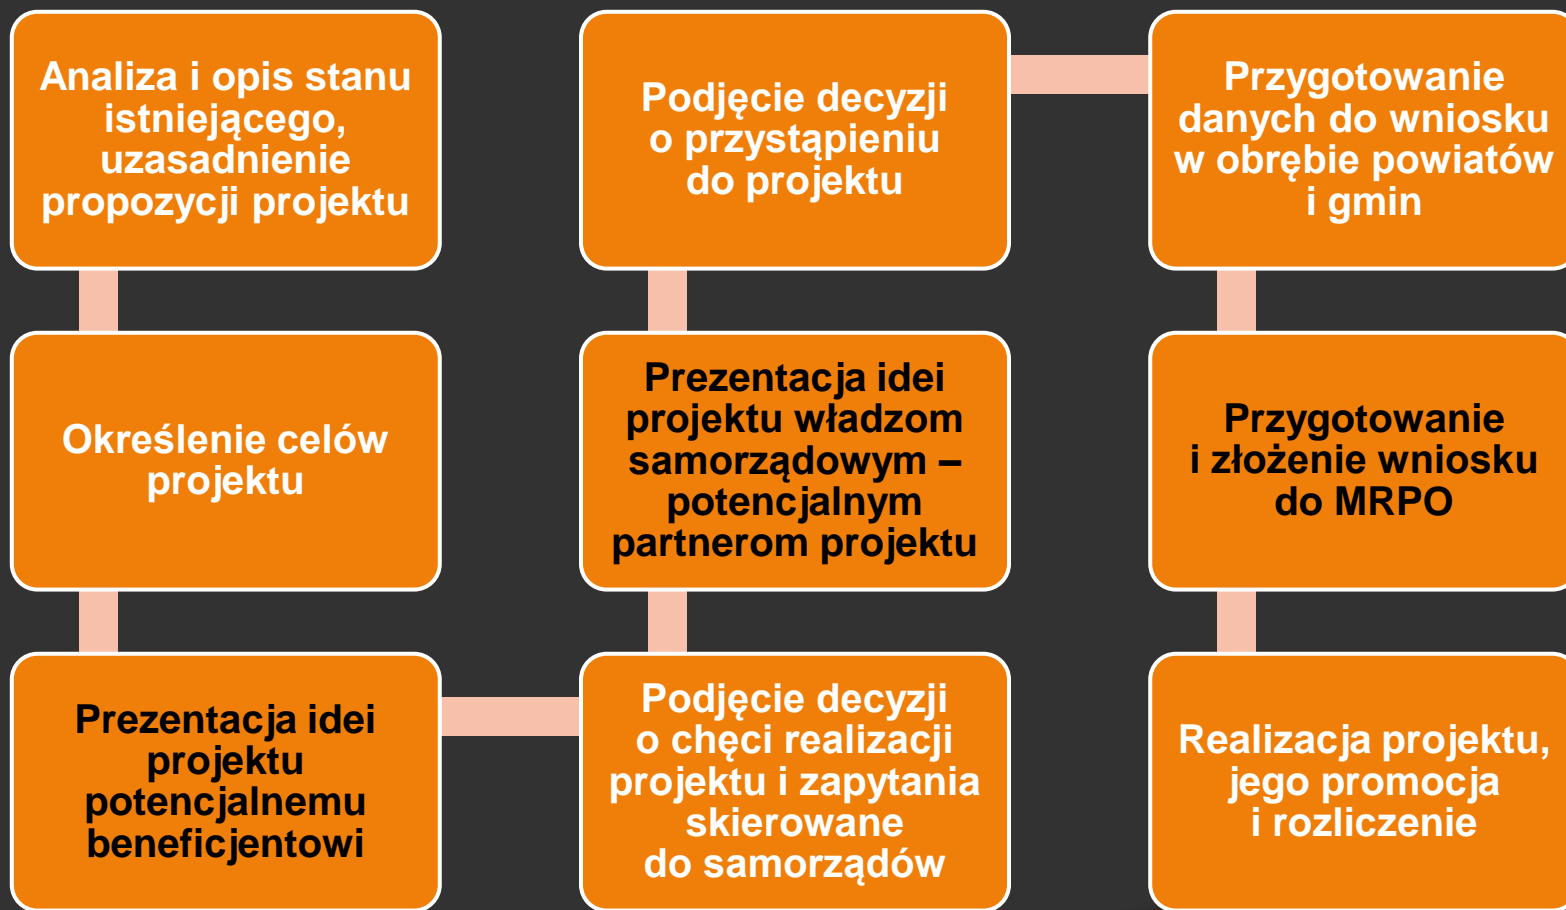 Analiza i opis stanu
istniejącego,
uzasadnienie
propozycji projektu
Określenie celów
projektu
Prezentacja idei
projektu
potencjalnemu
beneficjentowi
Podjęcie decyzji
o chęci realizacji
projektu i zapytania
skierowane
do samorządów
Prezentacja idei
projektu władzom
samorządowym –
potencjalnym
partnerom projektu
Podjęcie decyzji
o przystąpieniu
do projektu
Przygotowanie
danych do wniosku
w obrębie powiatów
i gmin
Przygotowanie
i złożenie wniosku
do MRPO
Realizacja projektu,
jego promocja
i rozliczenie